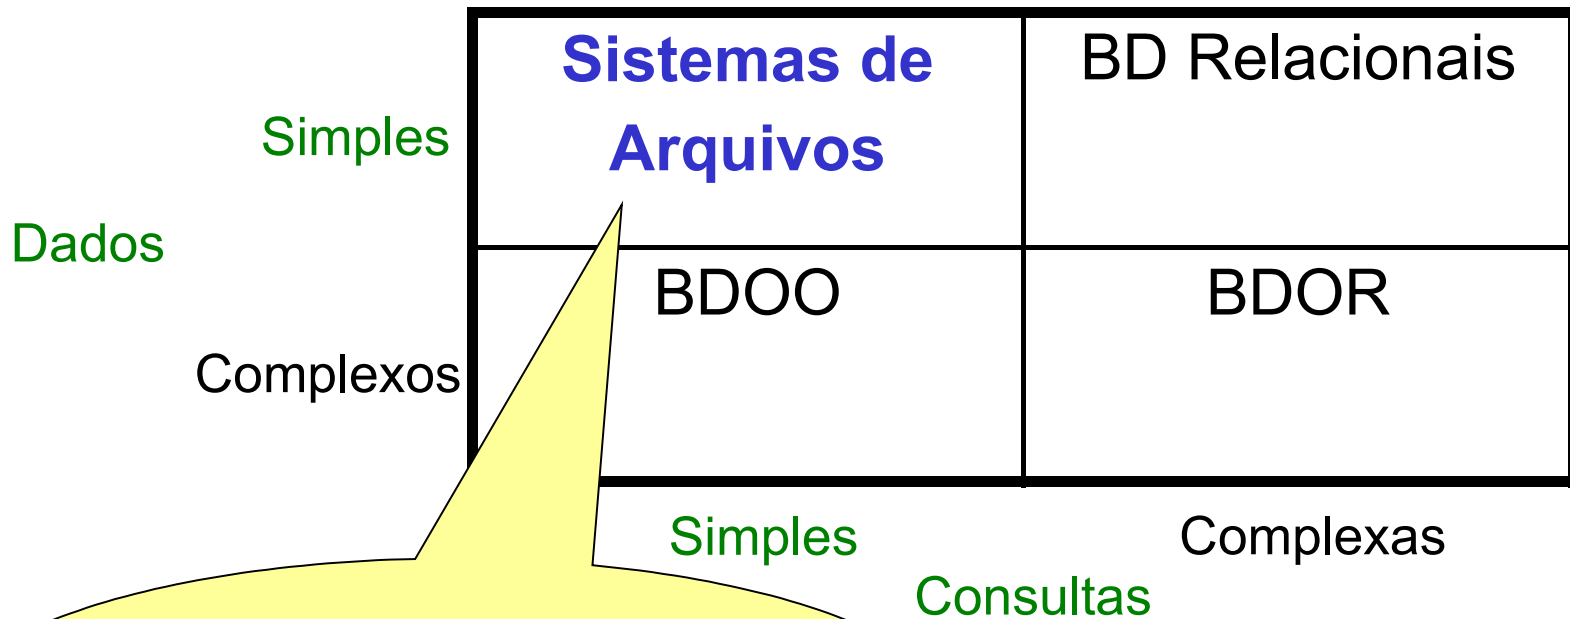 Sistemas de
Arquivos
BD Relacionais
Simples
Dados
BDOO
BDOR
Complexos
Simples
Complexas
Consultas